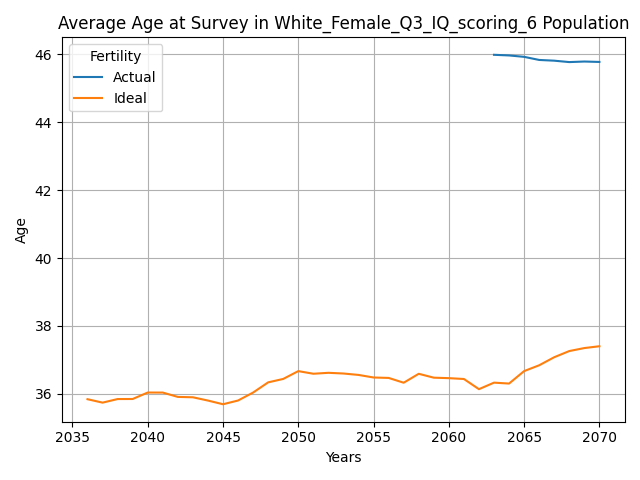 Average Age at Survey in White_Female_Q3_IQ_scoring_6 Population
Fertility
Actual
Ideal
46
44
42
40
38
36
Age
2035 2040 2045 2050 2055 2060 2065 2070
Years